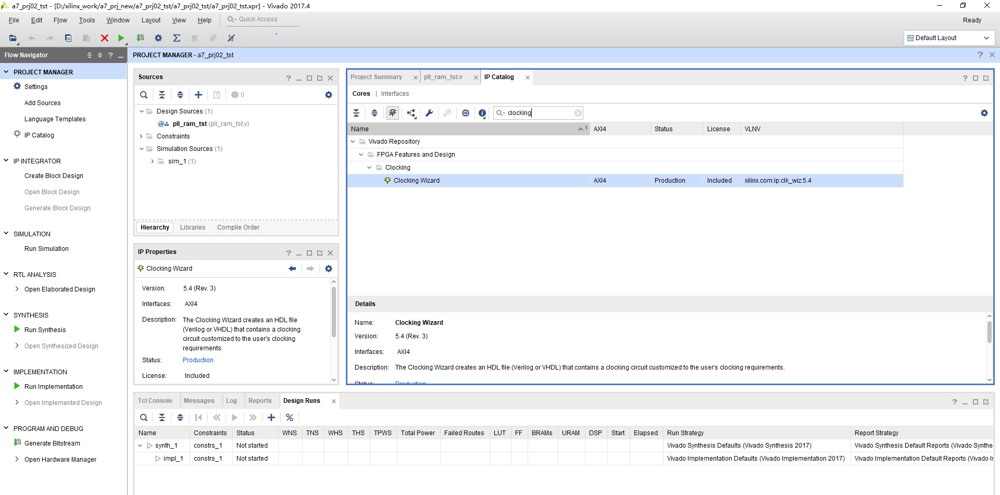 a7_prj02_tst - [D:/xilinx_work/a7_prj_new/a7_prj02_tst/a7_prj02_tst/a7_prj02_tst.xpr] - Vivado 2017.4
File Edit Flow Tools Window Layout View Help Quick Access
Ready
Default Layout
Flow Navigator
PROJECT MANAGER
Settings
Add Sources
Language Templates
IP Catalog
IP INTEGRATOR
Create Block Design
Open Block Design
Generate Block Design
SIMULATION
Run Simulation
RTL ANALYSIS
Open Elaborated Design
SYNTHESIS
Run Synthesis
Open Synthesized Design
IMPLEMENTATION
Run Implementation
Open Implemented Design
PROGRAM AND DEBUG
Generate Bitstream
Open Hardware Manager
PROJECT MANAGER - a7_prj02_tst
Sources
0
Design Sources (1)
pll_ram_tst (pll_ram_tst.v)
Constraints
Simulation Sources (1)
sim_1 (1)
Hierarchy Libraries Compile Order
IP Properties
Clocking Wizard
Version: 5.4 (Rev. 3)
Interfaces: AXI4
Description: The Clocking Wizard creates an HDL file
(Verilog or VHDL) that contains a clocking
circuit customized to the user's clocking
requirements.
Status: Production
License: Included
Project Summary pll_ram_tst.v IP Catalog
Cores | Interfaces
clocking
Name 1 AXI4 Status License VLNV
Vivado Repository
FPGA Features and Design
Clocking
Clocking Wizard AXI4 Production Included xilinx.com:ip:clk_wiz:5.4
Details
Name: Clocking Wizard
Version: 5.4 (Rev. 3)
Interfaces: AXI4
Description: The Clocking Wizard creates an HDL file (Verilog or VHDL) that contains a clocking circuit customized to the user's clocking requirements.
Status: Production
Tcl Console Messages Log Reports Design Runs
Name Constraints Status WNS TNS WHS THS TPWS Total Power Failed Routes LUT FF BRAMs URAM DSP Start Elapsed Run Strategy Report Strategy
synth_1 constrs_1 Not started Vivado Synthesis Defaults (Vivado Synthesis 2017) Vivado Synthesis Default Reports (Vivado Synthe
impl_1 constrs_1 Not started Vivado Implementation Defaults (Vivado Implementation 2017) Vivado Implementation Default Reports (Vivado I